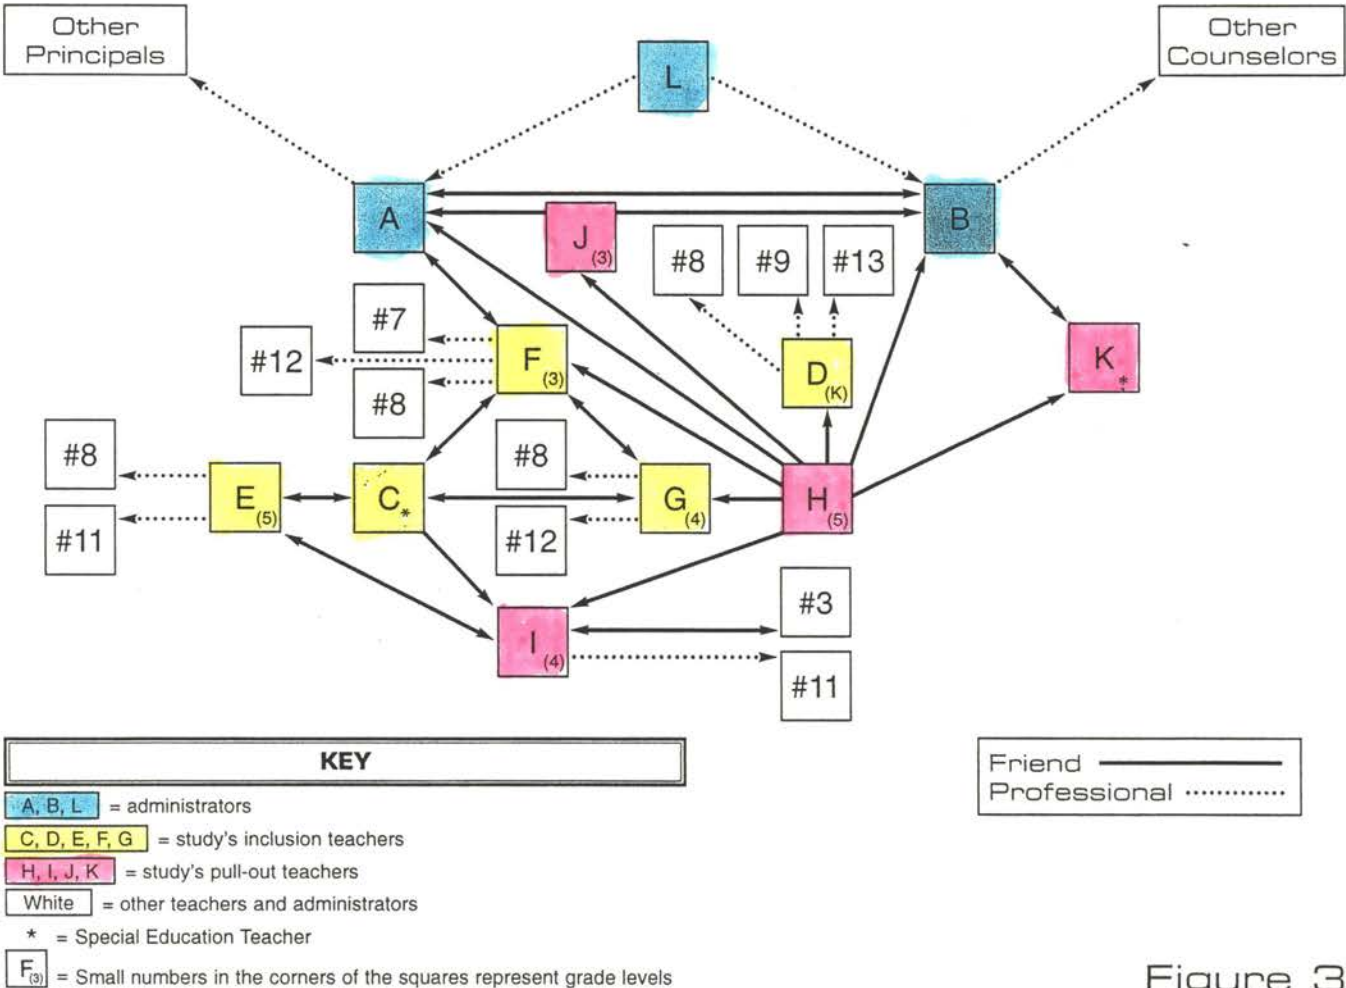 Other
Principals
L
Other
Counselors
A
J
(3)
B
#8
#9
#13
#7
#12
F
(3)
D
(K)
K
*
#8
#8
#8
E
(5)
C
*
G
(4)
H
(5)
#11
#12
#3
I
(4)
#11
KEY
A, B, L = administrators
C, D, E, F, G = study's inclusion teachers
H, I, J, K = study's pull-out teachers
White = other teachers and administrators
* = Special Education Teacher
F(3) = Small numbers in the corners of the squares represent grade levels
Friend
Professional
Figure 3